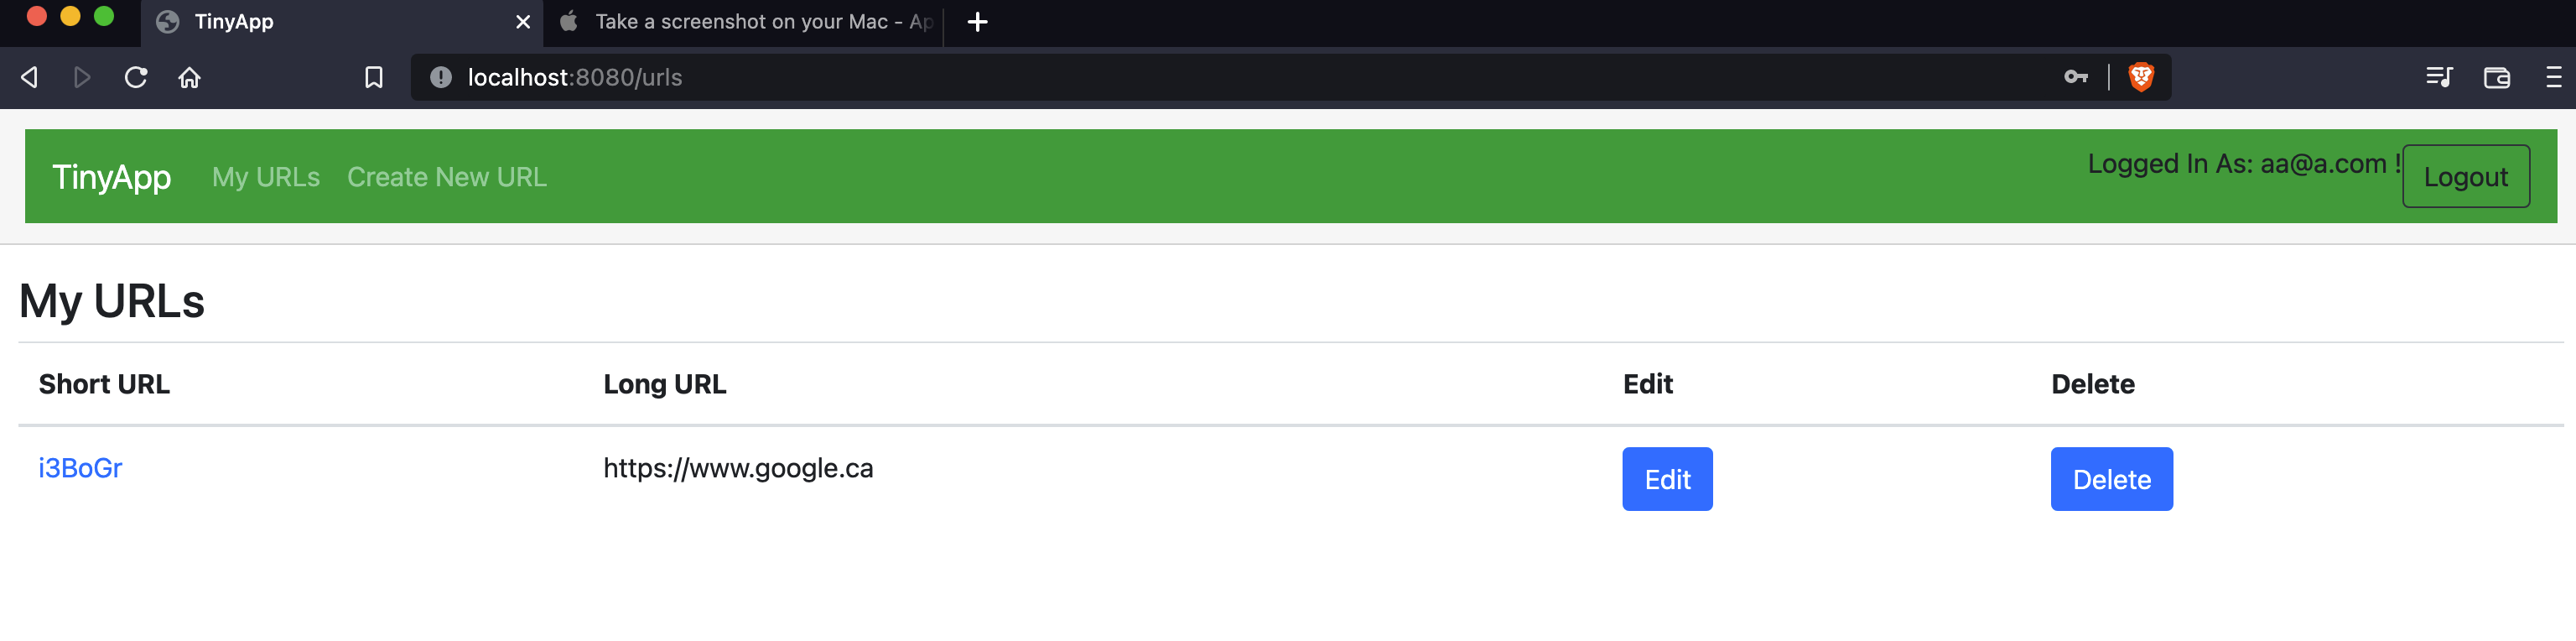 TinyApp
Take a screenshot on your Mac - Ap
localhost:8080/urls
TinyApp My URLs Create New URL Logged In As: aa@a.com ! Logout
My URLs
Short URL Long URL Edit Delete
i3BoGr https://www.google.ca Edit Delete